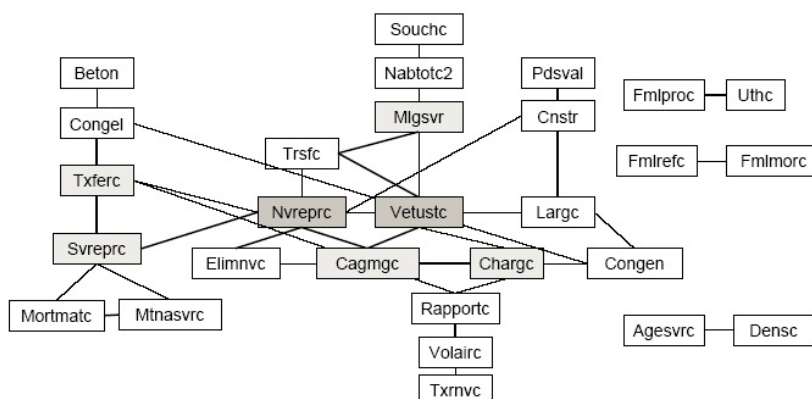 Souchc
Beton
Nabtotc2
Pdsval
Fmlproc
Uthc
Congel
Mlgsvr
Cnstr
Trsfc
Fmlrefc
Fmlmorc
Txferc
Nvreprc
Vetustc
Largc
Svreprc
Elimnvc
Cagmgc
Chargc
Congen
Mortmatc
Mtnasvrc
Rapportc
Agesvrc
Densc
Volairc
Txrnvc